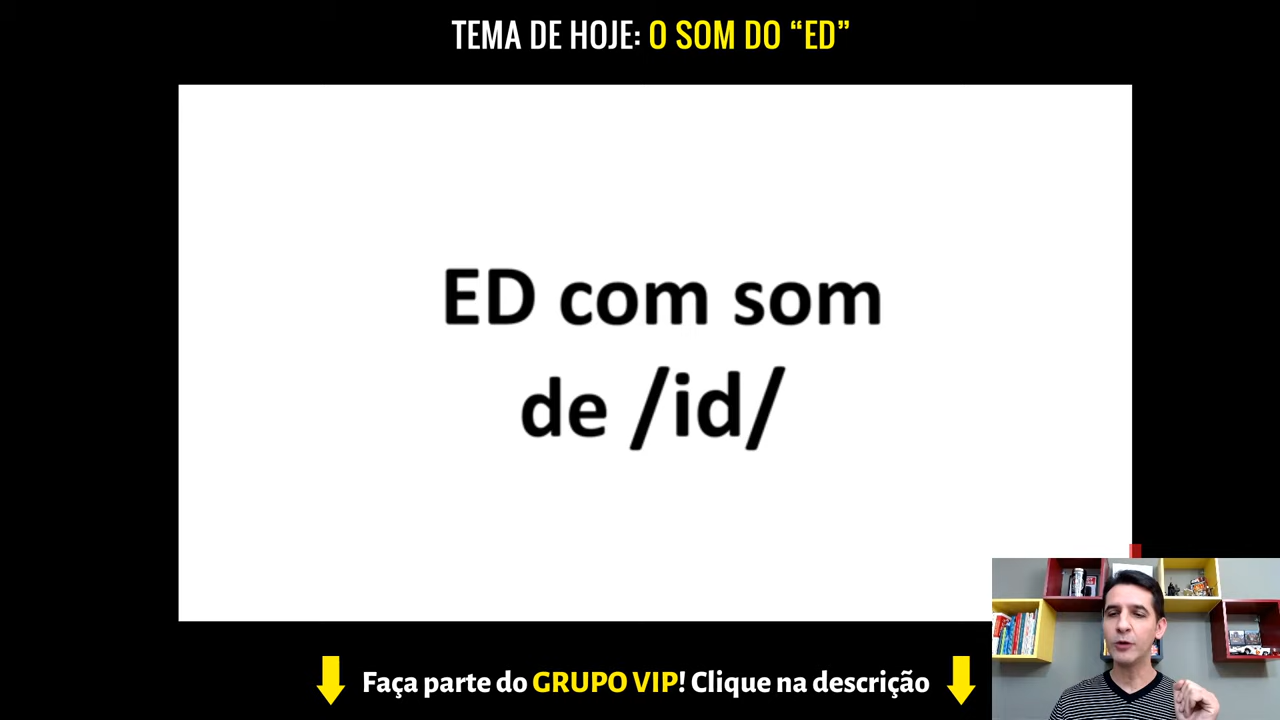 TEMA DE HOJE: O SOM DO “ED”
ED com som
de /id/
Faça parte do GRUPO VIP! Clique na descrição